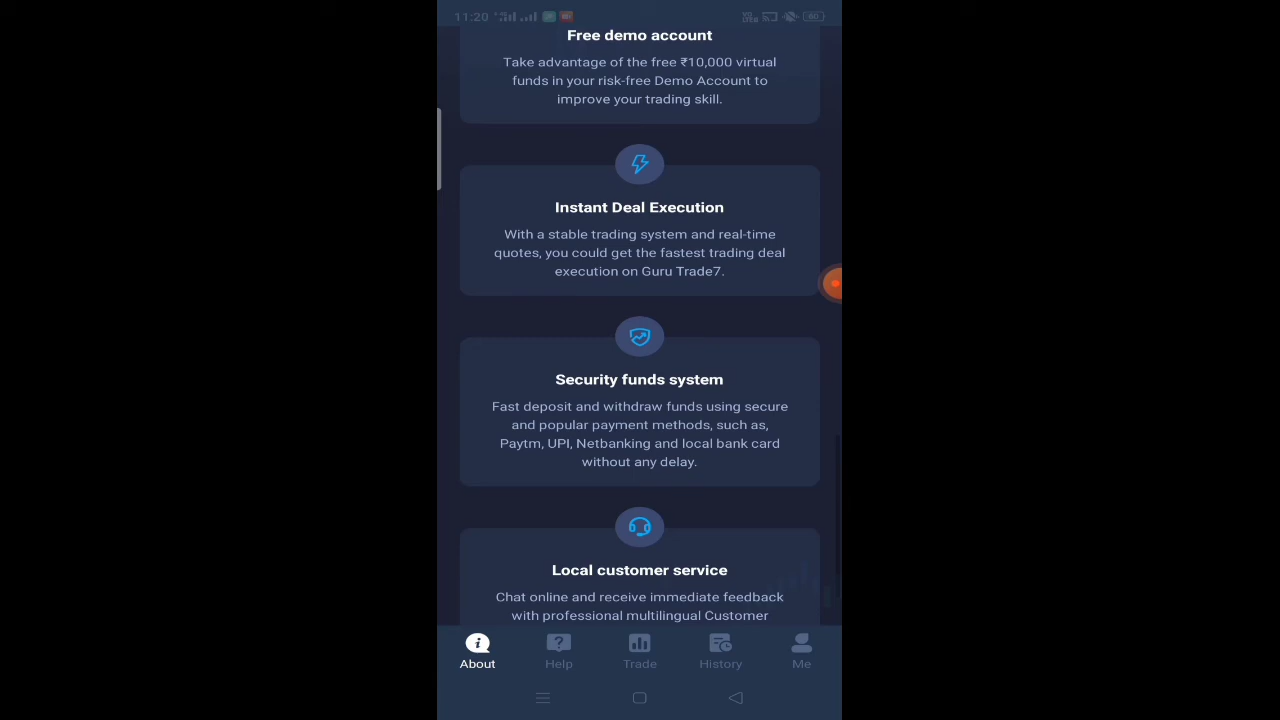 11:20
60
Free demo account
Take advantage of the free ₹10,000 virtual
funds in your risk-free Demo Account to
improve your trading skill.
Instant Deal Execution
With a stable trading system and real-time
quotes, you could get the fastest trading deal
execution on Guru Trade7.
Security funds system
Fast deposit and withdraw funds using secure
and popular payment methods, such as,
Paytm, UPI, Netbanking and local bank card
without any delay.
Local customer service
Chat online and receive immediate feedback
with professional multilingual Customer
About
Help
Trade
History
Me